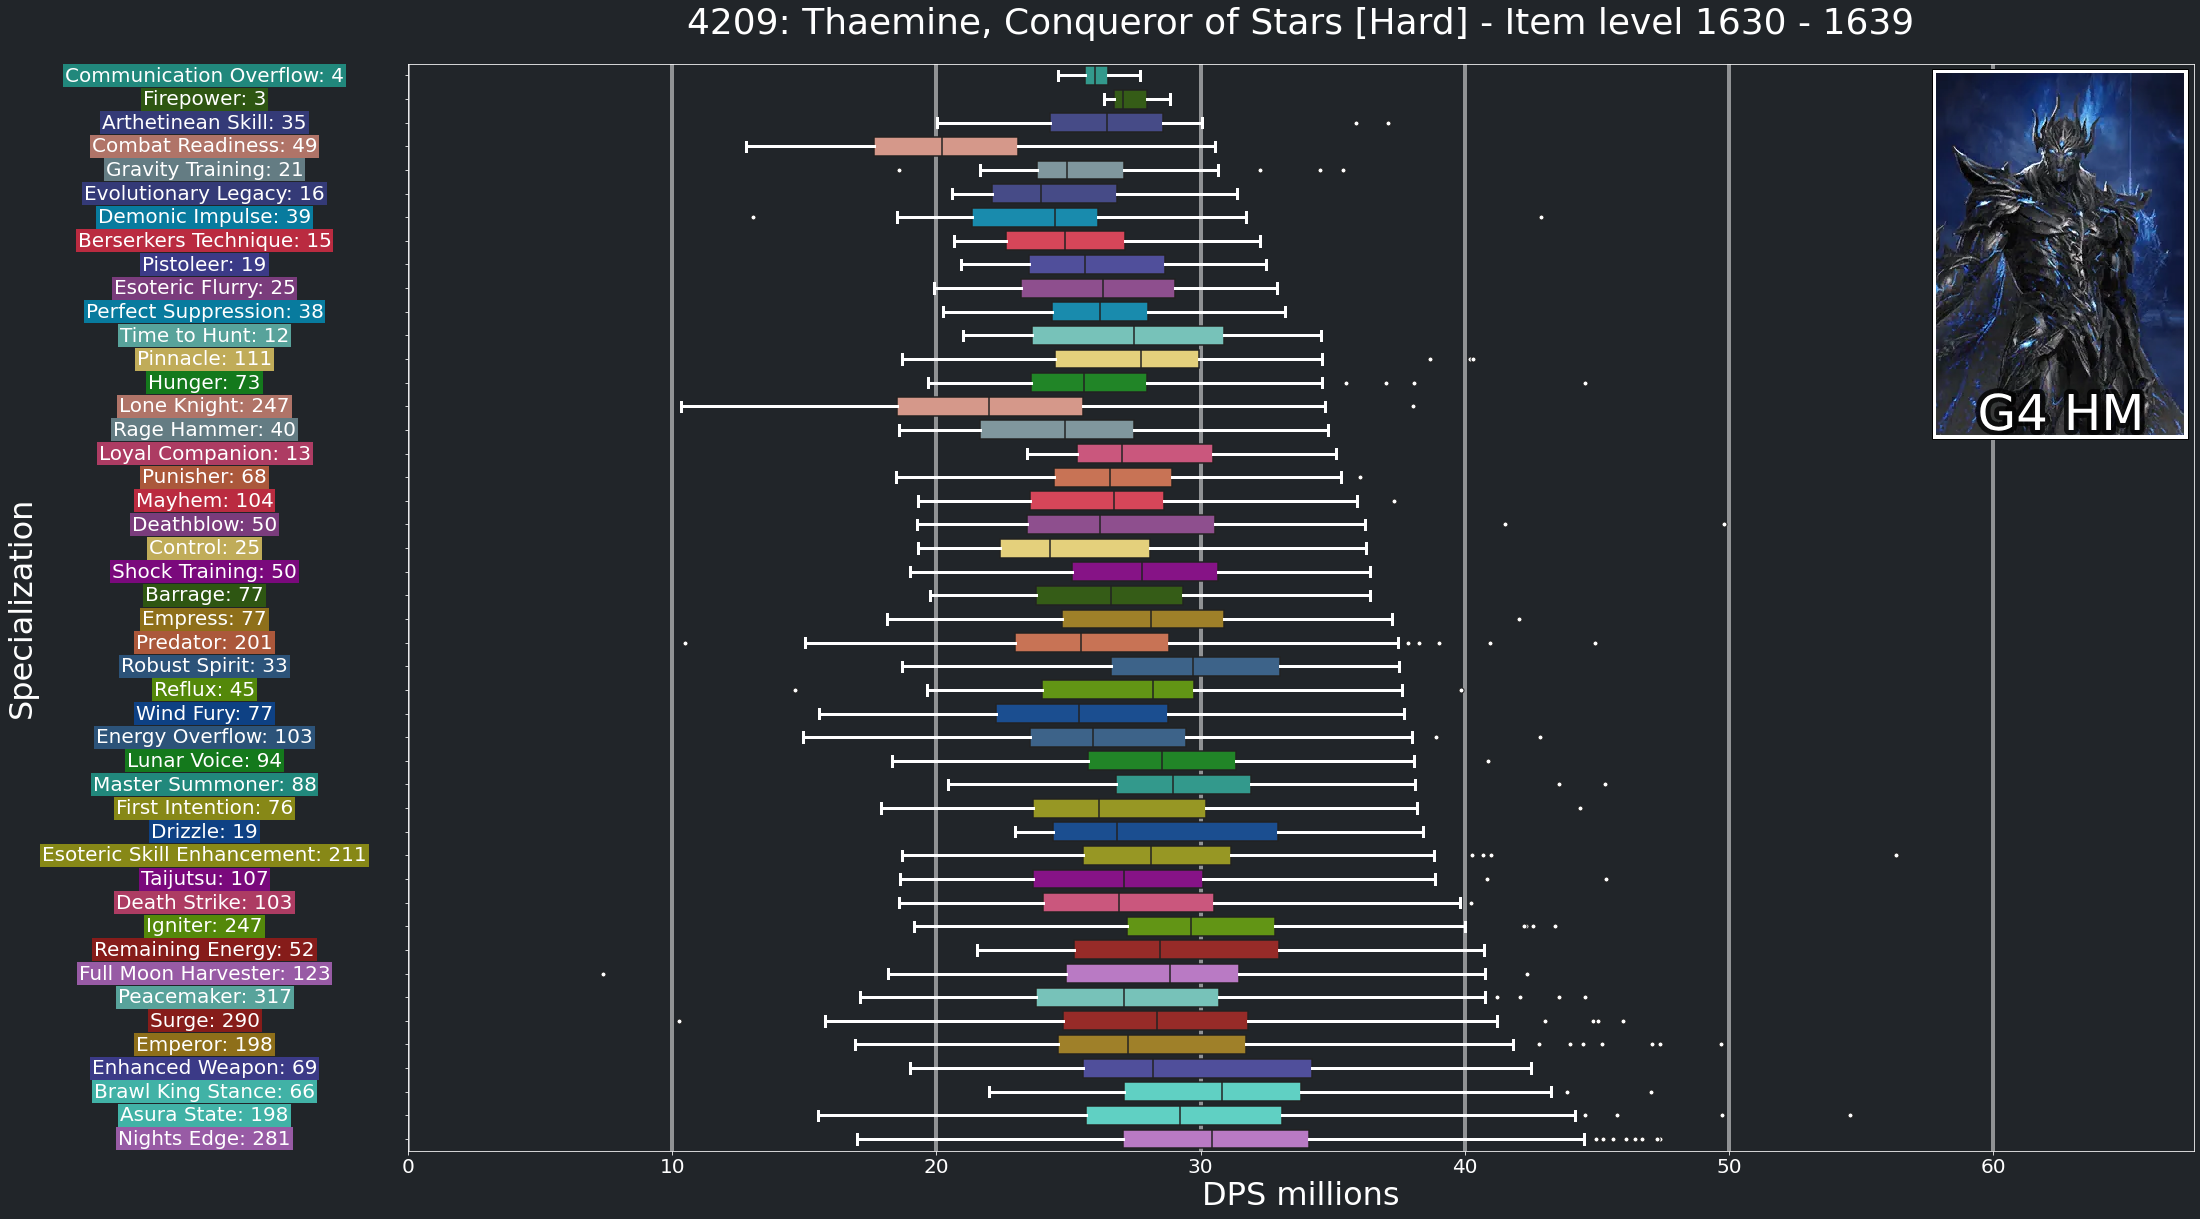 4209: Thaemine, Conqueror of Stars [Hard] - Item level 1630 - 1639
Communication Overflow: 4
Firepower: 3
Arthetinean Skill: 35
Combat Readiness: 49
Gravity Training: 21
Evolutionary Legacy: 16
Demonic Impulse: 39
Berserkers Technique: 15
Pistoleer: 19
Esoteric Flurry: 25
Perfect Suppression: 38
Time to Hunt: 12
Pinnacle: 111
Hunger: 73
Lone Knight: 247
Rage Hammer: 40
Loyal Companion: 13
Punisher: 68
Mayhem: 104
Deathblow: 50
Control: 25
Shock Training: 50
Barrage: 77
Empress: 77
Predator: 201
Robust Spirit: 33
Reflux: 45
Wind Fury: 77
Energy Overflow: 103
Lunar Voice: 94
Master Summoner: 88
First Intention: 76
Drizzle: 19
Esoteric Skill Enhancement: 211
Taijutsu: 107
Death Strike: 103
Igniter: 247
Remaining Energy: 52
Full Moon Harvester: 123
Peacemaker: 317
Surge: 290
Emperor: 198
Enhanced Weapon: 69
Brawl King Stance: 66
Asura State: 198
Nights Edge: 281
Specialization
G4 HM
0 10 20 30 40 50 60
DPS millions